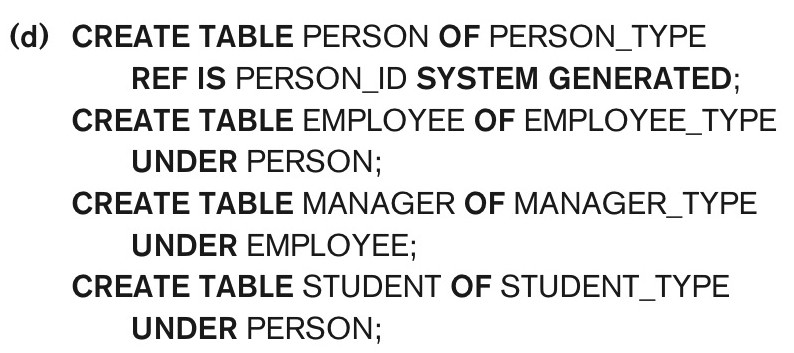 (d) CREATE TABLE PERSON OF PERSON_TYPE
REF IS PERSON_ID SYSTEM GENERATED;
CREATE TABLE EMPLOYEE OF EMPLOYEE_TYPE
UNDER PERSON;
CREATE TABLE MANAGER OF MANAGER_TYPE
UNDER EMPLOYEE;
CREATE TABLE STUDENT OF STUDENT_TYPE
UNDER PERSON;